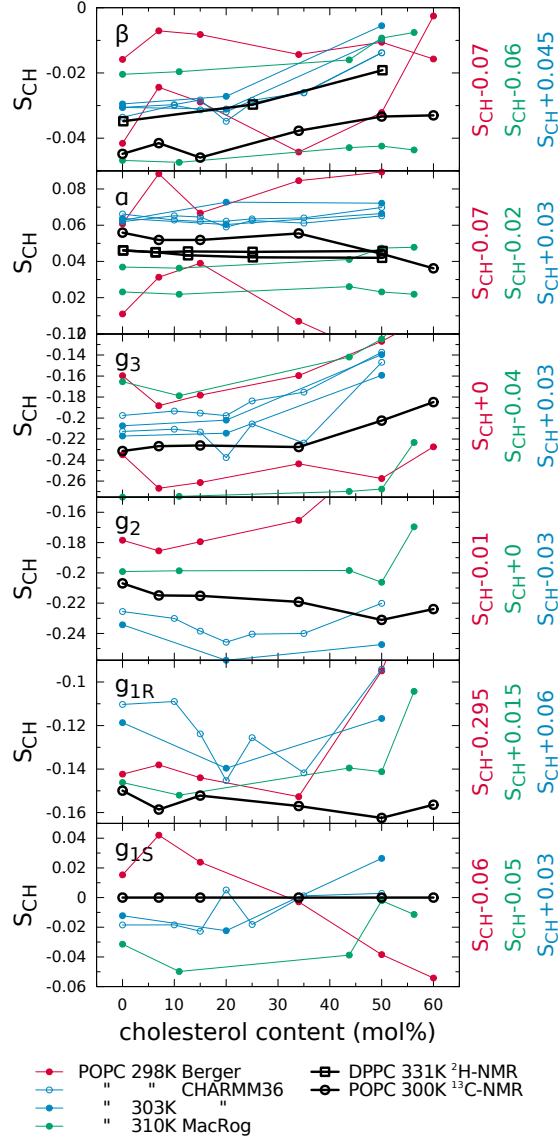 0
-0.02
-0.04
β
S_CH
S_CH-0.07
S_CH-0.06
S_CH+0.045
0.08
0.06
0.04
0.02
0
α
S_CH
S_CH-0.07
S_CH-0.02
S_CH+0.03
-0.12
-0.14
-0.16
-0.18
-0.2
-0.22
-0.24
-0.26
g_3
S_CH
S_CH+0
S_CH-0.04
S_CH+0.03
-0.16
-0.18
-0.2
-0.22
-0.24
g_2
S_CH
S_CH-0.01
S_CH+0
S_CH-0.03
-0.1
-0.12
-0.14
-0.16
g_1R
S_CH
S_CH-0.295
S_CH+0.015
S_CH+0.06
0.04
0.02
0
-0.02
-0.04
-0.06
g_1S
S_CH
S_CH-0.06
S_CH-0.05
S_CH+0.03
0 10 20 30 40 50 60
cholesterol content (mol%)
POPC 298K Berger
" " CHARMM36
" 303K "
" 310K MacRog
DPPC 331K ²H-NMR
POPC 300K ¹³C-NMR